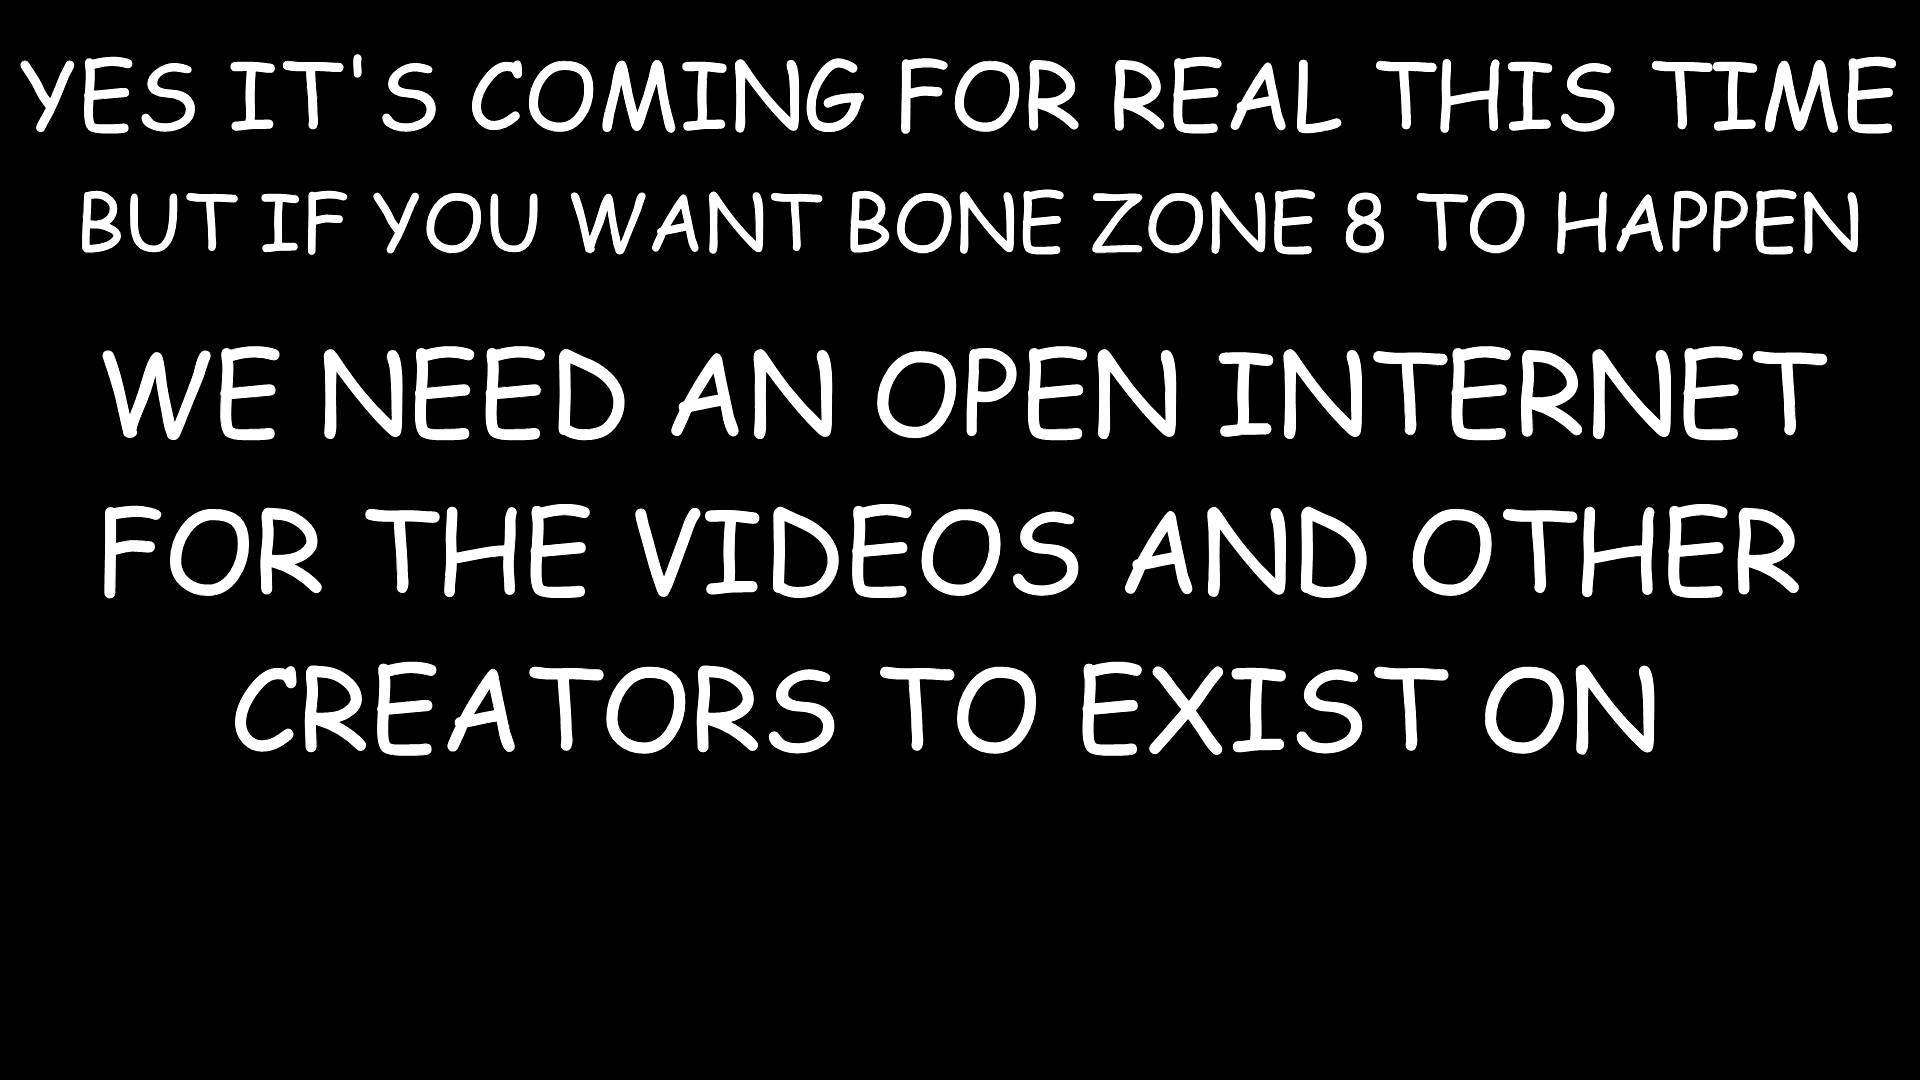 YES IT'S COMING FOR REAL THIS TIME
BUT IF YOU WANT BONE ZONE 8 TO HAPPEN
WE NEED AN OPEN INTERNET
FOR THE VIDEOS AND OTHER
CREATORS TO EXIST ON